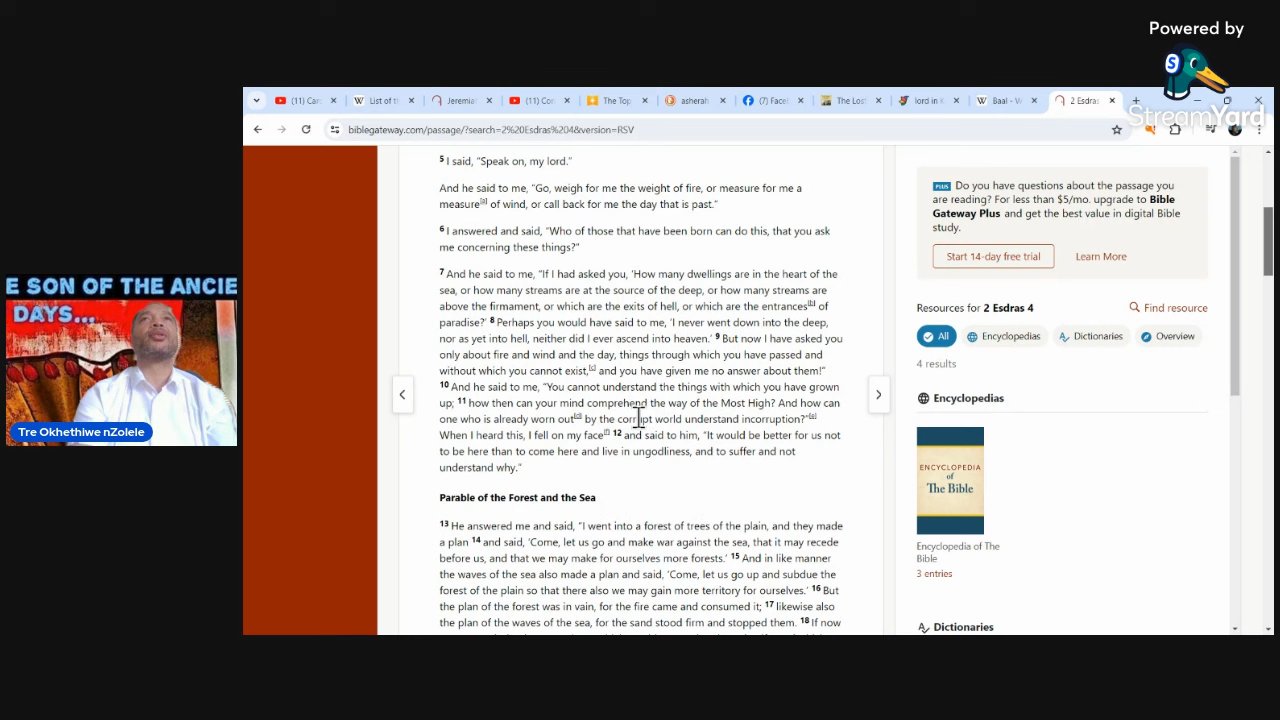 Powered by
StreamYard
(11) Car
List of t
Jeremia
(11) Co
The Top
asherah
(7) Face
The Lost
lord in K
Baal - W
2 Esdras
biblegateway.com/passage/?search=2%20Esdras%204&version=RSV
5 I said, “Speak on, my lord.”
And he said to me, “Go, weigh for me the weight of fire, or measure for me a
measure[a] of wind, or call back for me the day that is past.”
6 I answered and said, “Who of those that have been born can do this, that you ask
me concerning these things?”
7 And he said to me, “If I had asked you, ‘How many dwellings are in the heart of the
sea, or how many streams are at the source of the deep, or how many streams are
above the firmament, or which are the exits of hell, or which are the entrances[b] of
paradise?’ 8 Perhaps you would have said to me, ‘I never went down into the deep,
nor as yet into hell, neither did I ever ascend into heaven.’ 9 But now I have asked you
only about fire and wind and the day, things through which you have passed and
without which you cannot exist,[c] and you have given me no answer about them!”
10 And he said to me, “You cannot understand the things with which you have grown
up; 11 how then can your mind comprehend the way of the Most High? And how can
one who is already worn out[d] by the corrupt world understand incorruption?”[e]
When I heard this, I fell on my face[f] 12 and said to him, “It would be better for us not
to be here than to come here and live in ungodliness, and to suffer and not
understand why.”
Parable of the Forest and the Sea
13 He answered me and said, “I went into a forest of trees of the plain, and they made
a plan 14 and said, ‘Come, let us go and make war against the sea, that it may recede
before us, and that we may make for ourselves more forests.’ 15 And in like manner
the waves of the sea also made a plan and said, ‘Come, let us go up and subdue the
forest of the plain so that there also we may gain more territory for ourselves.’ 16 But
the plan of the forest was in vain, for the fire came and consumed it; 17 likewise also
the plan of the waves of the sea, for the sand stood firm and stopped them. 18 If now
PLUS Do you have questions about the passage you
are reading? For less than $5/mo. upgrade to Bible
Gateway Plus and get the best value in digital Bible
study.
Start 14-day free trial
Learn More
Resources for 2 Esdras 4
Find resource
All
Encyclopedias
Dictionaries
Overview
4 results
Encyclopedias
ENCYCLOPEDIA
of
The Bible
Encyclopedia of The
Bible
3 entries
Dictionaries
E SON OF THE ANCIE
DAYS...
Tre Okhethiwe nZolele